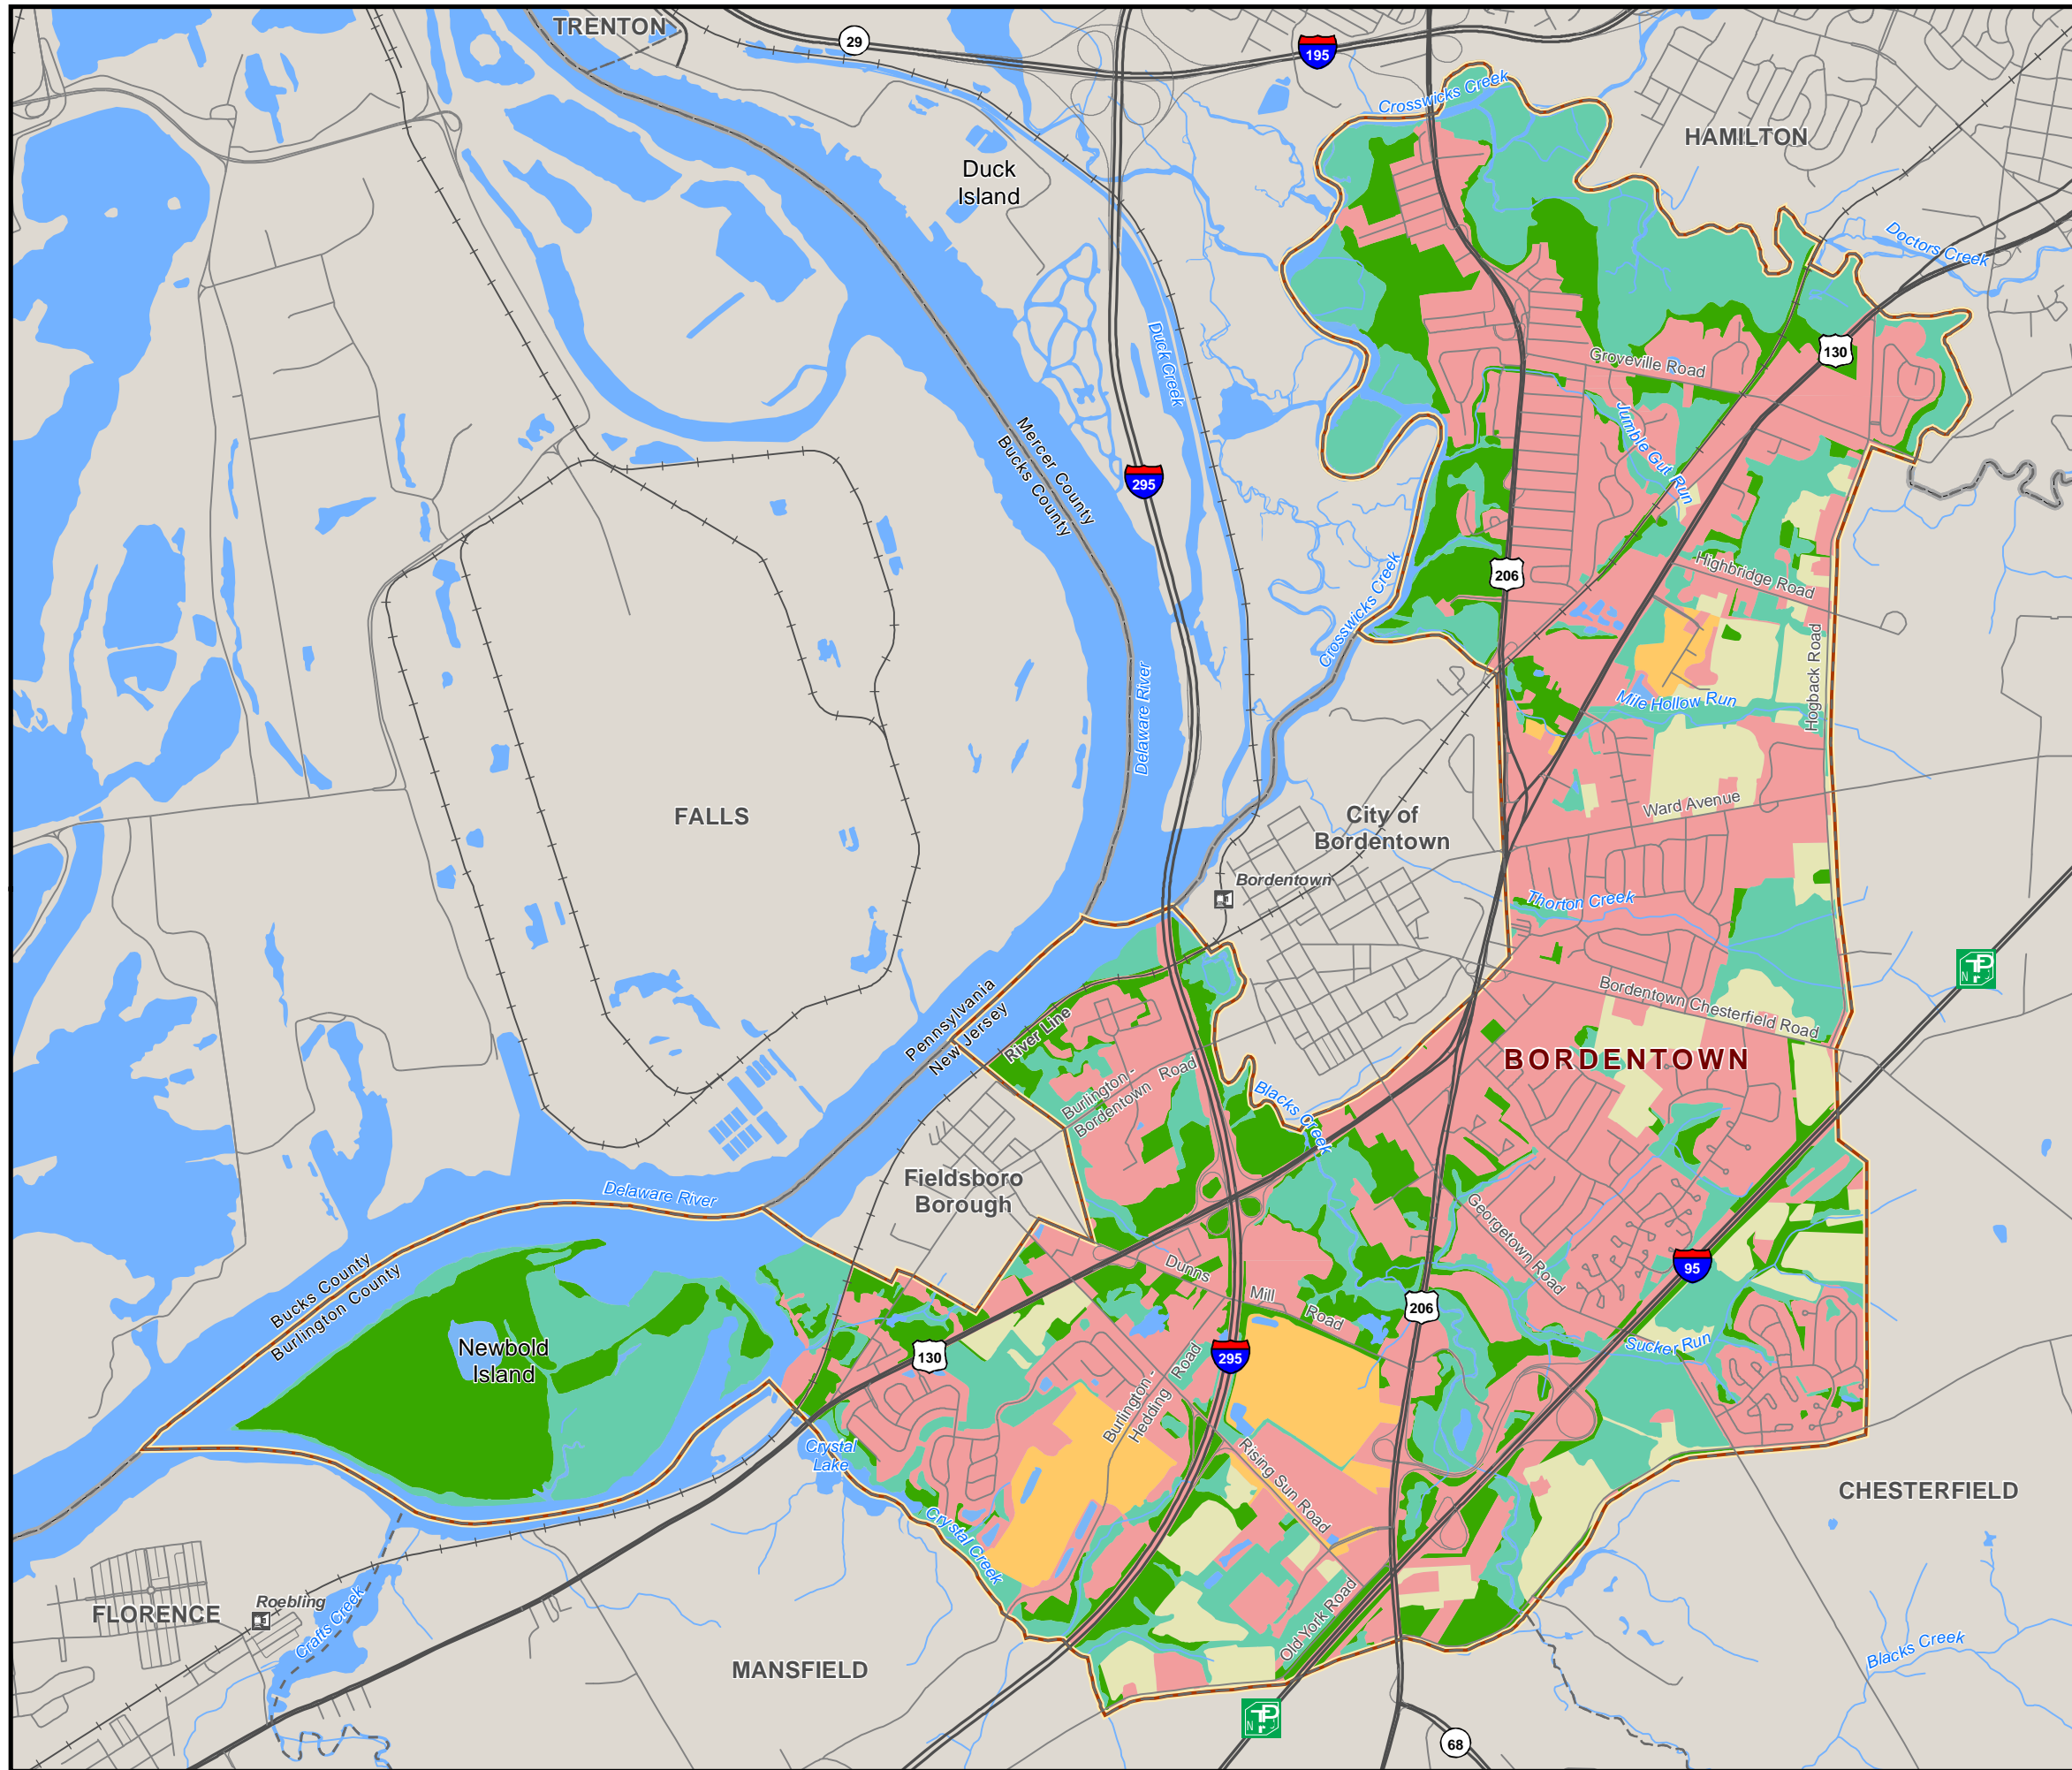 TRENTON
29
195
Crosswicks Creek
HAMILTON
Duck
Island
Doctors Creek
Duck Creek
130
Groveville Road
Jumble Gut Run
Mercer County
Bucks County
295
Highbridge Road
206
Crosswicks Creek
Hogback Road
Mile Hollow Run
Delaware River
FALLS
City of
Bordentown
Ward Avenue
Bordentown
Thorton Creek
TP
N r
Bordentown Chesterfield Road
Pennsylvania
New Jersey
River Line
BORDENTOWN
Burlington -
Bordentown Road
Blacks Creek
Fieldsboro
Borough
Delaware River
Georgetown Road
Dunns Mill Road
95
Bucks County
Burlington County
206
Newbold
Island
130
295
Sucker Run
Burlington -
Hedding Road
Crystal
Lake
Rising Sun Road
CHESTERFIELD
Crystal Creek
Roebling
FLORENCE
Crafts Creek
Old York Road
MANSFIELD
Blacks Creek
TP
N r
68